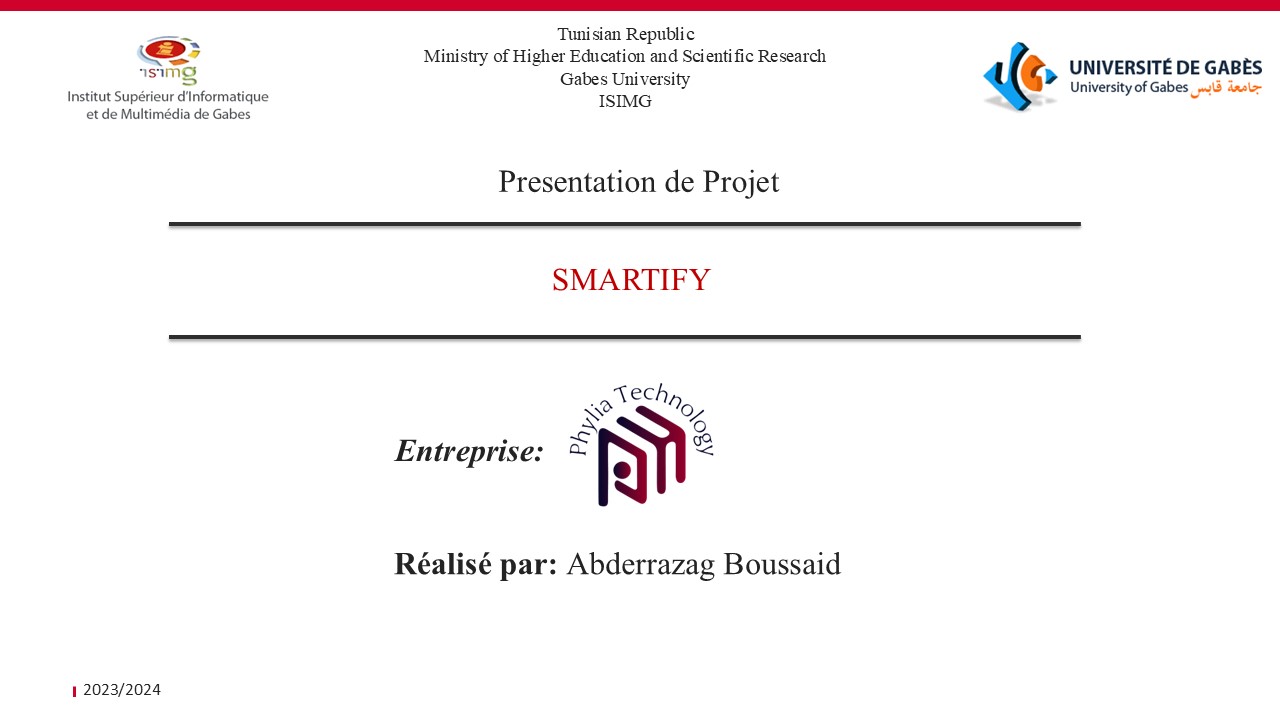 Tunisian Republic
Ministry of Higher Education and Scientific Research
Gabes University
ISIMG
isimg
Institut Supérieur d'Informatique
et de Multimédia de Gabes
UNIVERSITÉ DE GABÈS
University of Gabes جامعة قابس
Presentation de Projet
SMARTIFY
Phylia Technology
Entreprise:
Réalisé par: Abderrazag Boussaid
2023/2024